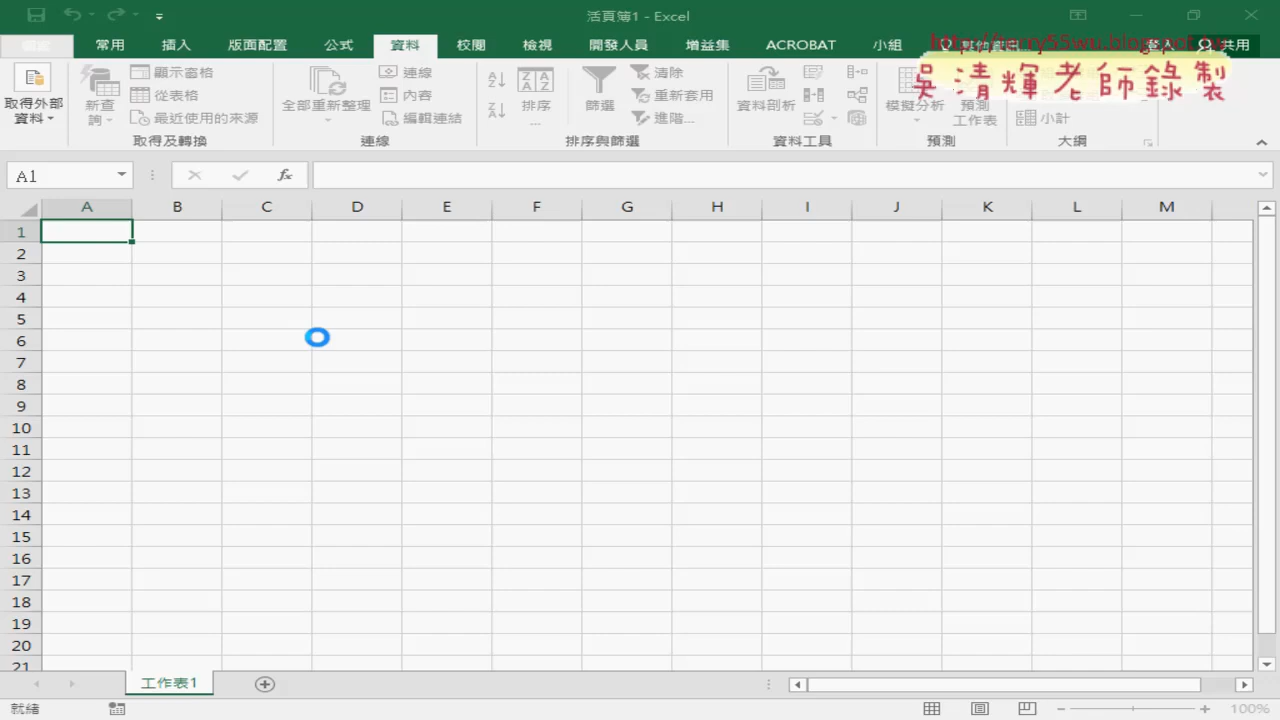 活頁簿1 - Excel
常用 插入 版面配置 公式 資料 校閱 檢視 開發人員 增益集 ACROBAT 小組 共用
http://terry55wu.blogspot.tw
吳清輝老師錄製
取得外部
資料
新查
詢
顯示窗格
從表格
最近使用的來源
取得及轉換
全部重新整理
連線
內容
編輯連結
連線
排序
...
篩選
清除
重新套用
進階...
排序與篩選
資料剖析
資料工具
模擬分析
預測
工作表
預測
小計
大綱
A1
fx
A B C D E F G H I J K L M
1
2
3
4
5
6
7
8
9
10
11
12
13
14
15
16
17
18
19
20
21
工作表1
就緒
100%